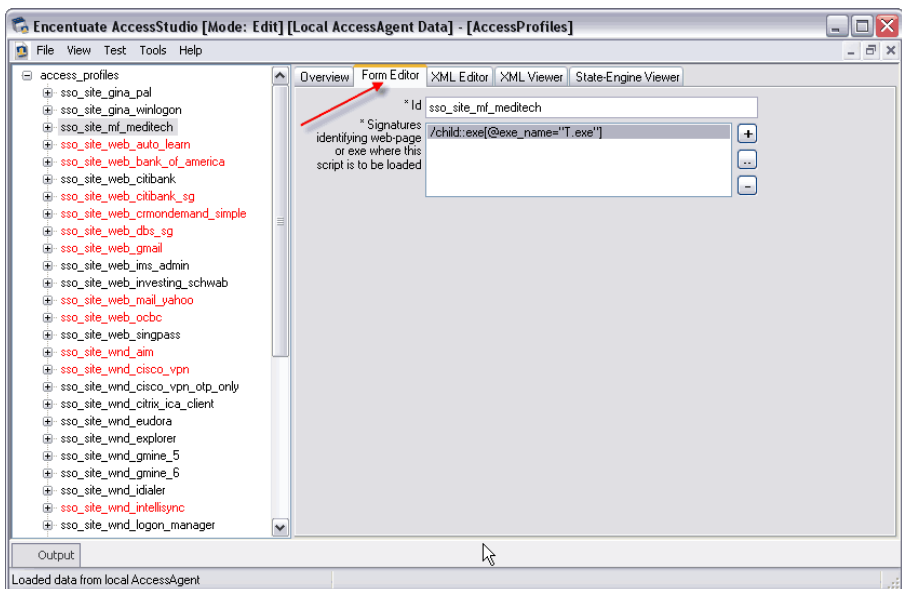 Encentuate AccessStudio [Mode: Edit] [Local AccessAgent Data] - [AccessProfiles]
File View Test Tools Help
access_profiles
sso_site_gina_pal
sso_site_gina_winlogon
sso_site_mf_meditech
sso_site_web_auto_learn
sso_site_web_bank_of_america
sso_site_web_citibank
sso_site_web_citibank_sg
sso_site_web_crmondemand_simple
sso_site_web_dbs_sg
sso_site_web_gmail
sso_site_web_ims_admin
sso_site_web_investing_schwab
sso_site_web_mail_yahoo
sso_site_web_ocbc
sso_site_web_singpass
sso_site_wnd_aim
sso_site_wnd_cisco_vpn
sso_site_wnd_cisco_vpn_otp_only
sso_site_wnd_citrix_ica_client
sso_site_wnd_eudora
sso_site_wnd_explorer
sso_site_wnd_gmine_5
sso_site_wnd_gmine_6
sso_site_wnd_idialer
sso_site_wnd_intellisync
sso_site_wnd_logon_manager
Overview Form Editor XML Editor XML Viewer State-Engine Viewer
* Id sso_site_mf_meditech
* Signatures
identifying web-page
or exe where this
script is to be loaded
/child::exe[@exe_name="T.exe"]
+
..
-
Output
Loaded data from local AccessAgent